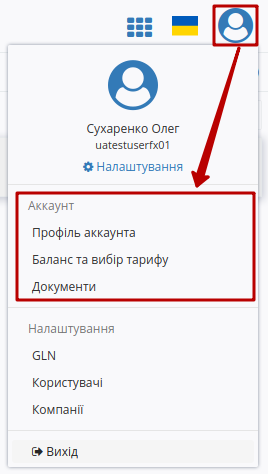 Сухаренко Олег
uatestuserfx01
Налаштування
Аккаунт
Профіль аккаунта
Баланс та вибір тарифу
Документи
Налаштування
GLN
Користувачі
Компанії
Вихід